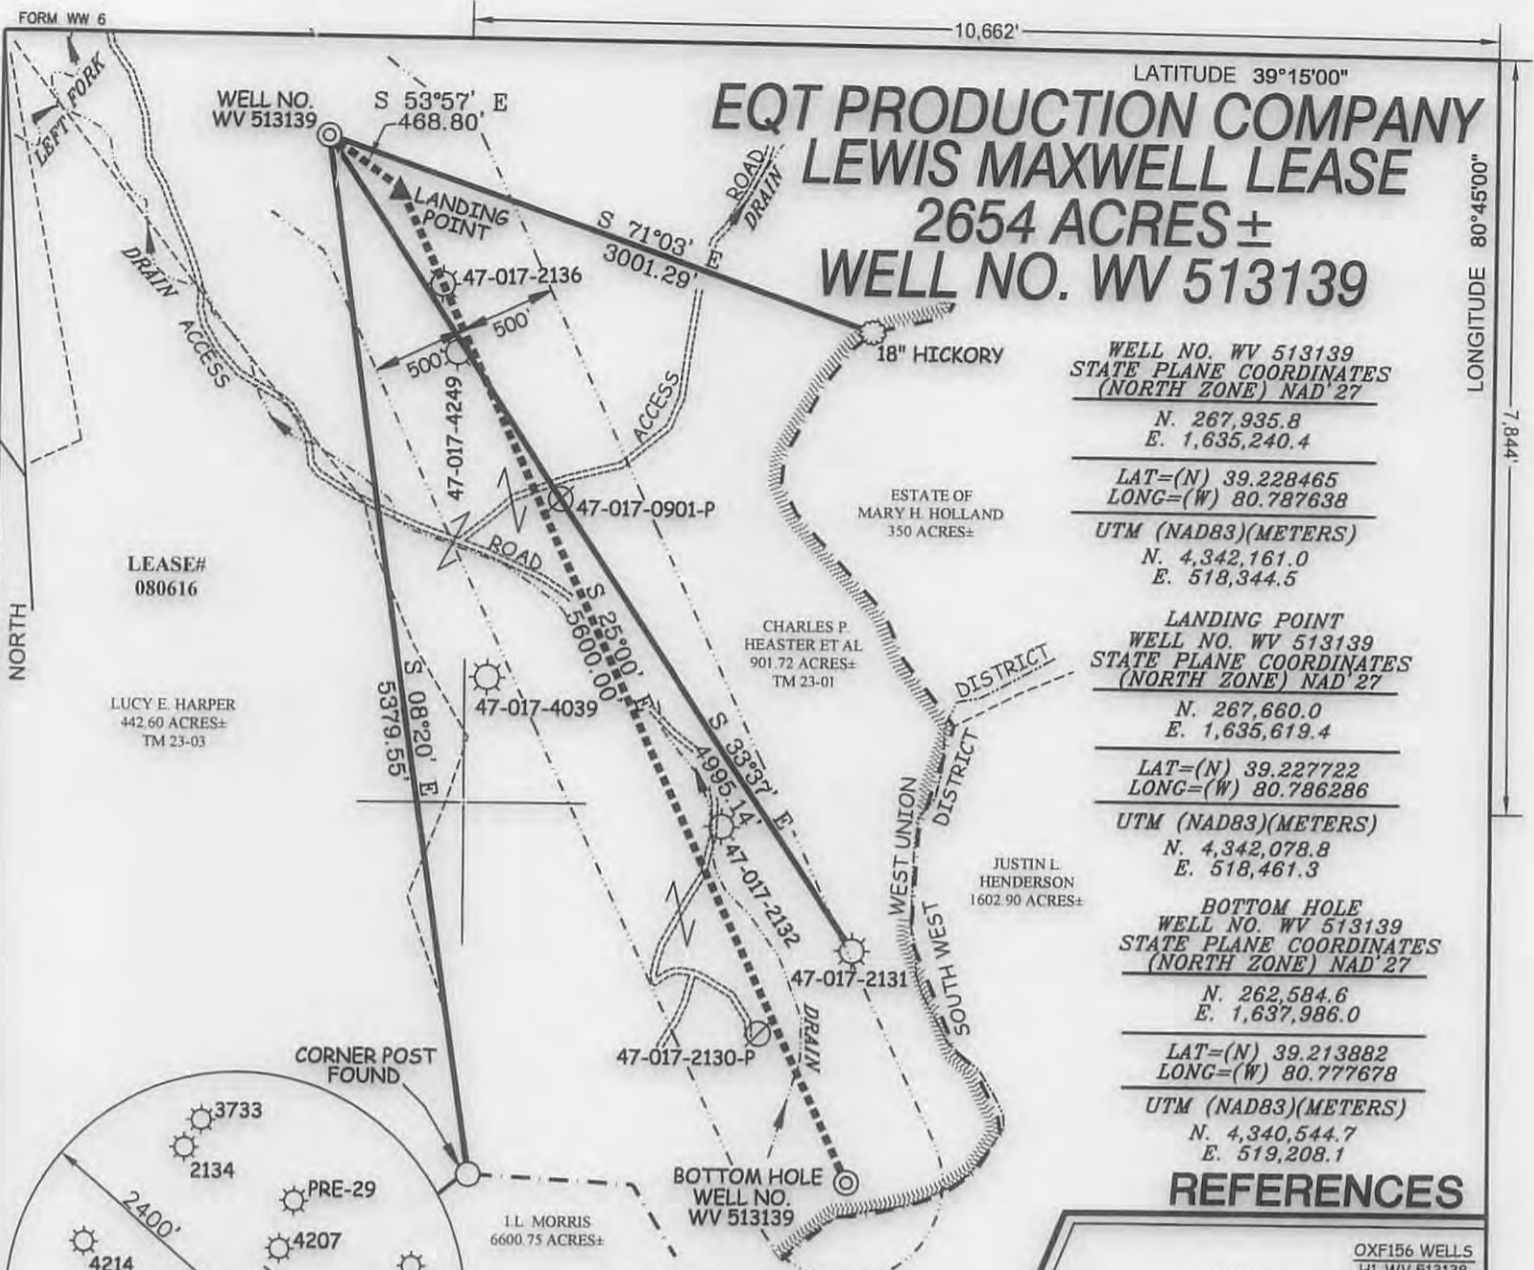 FORM WW 6
10,662'
LATITUDE 39°15'00"
EQT PRODUCTION COMPANY
LEWIS MAXWELL LEASE
2654 ACRES±
WELL NO. WV 513139
LONGITUDE 80°45'00"
7,844'
LEFT FORK
WELL NO.
WV 513139
S 53°57' E
468.80'
LANDING
POINT
S 71°03' E
3001.29'
ROAD
DRAIN
DRAIN
ACCESS
47-017-2136
500'
500'
47-017-4249
ACCESS
18" HICKORY
47-017-0901-P
ROAD
ESTATE OF
MARY H. HOLLAND
350 ACRES±
LEASE#
080616
NORTH
LUCY E. HARPER
442.60 ACRES±
TM 23-03
S 08°20' E
5379.55'
47-017-4039
S 25°00' E
5600.00'
CHARLES P.
HEASTER ET AL
901.72 ACRES±
TM 23-01
DISTRICT
DISTRICT
S 33°37' E
4995.14'
WEST UNION
SOUTH WEST
JUSTIN L.
HENDERSON
1602.90 ACRES±
47-017-2132
47-017-2131
47-017-2130-P
DRAIN
CORNER POST
FOUND
BOTTOM HOLE
WELL NO.
WV 513139
I.L. MORRIS
6600.75 ACRES±
3733
2134
PRE-29
2400'
4207
4214
WELL NO. WV 513139
STATE PLANE COORDINATES
(NORTH ZONE) NAD'27
N. 267,935.8
E. 1,635,240.4
LAT=(N) 39.228465
LONG=(W) 80.787638
UTM (NAD83)(METERS)
N. 4,342,161.0
E. 518,344.5
LANDING POINT
WELL NO. WV 513139
STATE PLANE COORDINATES
(NORTH ZONE) NAD'27
N. 267,660.0
E. 1,635,619.4
LAT=(N) 39.227722
LONG=(W) 80.786286
UTM (NAD83)(METERS)
N. 4,342,078.8
E. 518,461.3
BOTTOM HOLE
WELL NO. WV 513139
STATE PLANE COORDINATES
(NORTH ZONE) NAD'27
N. 262,584.6
E. 1,637,986.0
LAT=(N) 39.213882
LONG=(W) 80.777678
UTM (NAD83)(METERS)
N. 4,340,544.7
E. 519,208.1
REFERENCES
OXF156 WELLS
H1 WV 513138